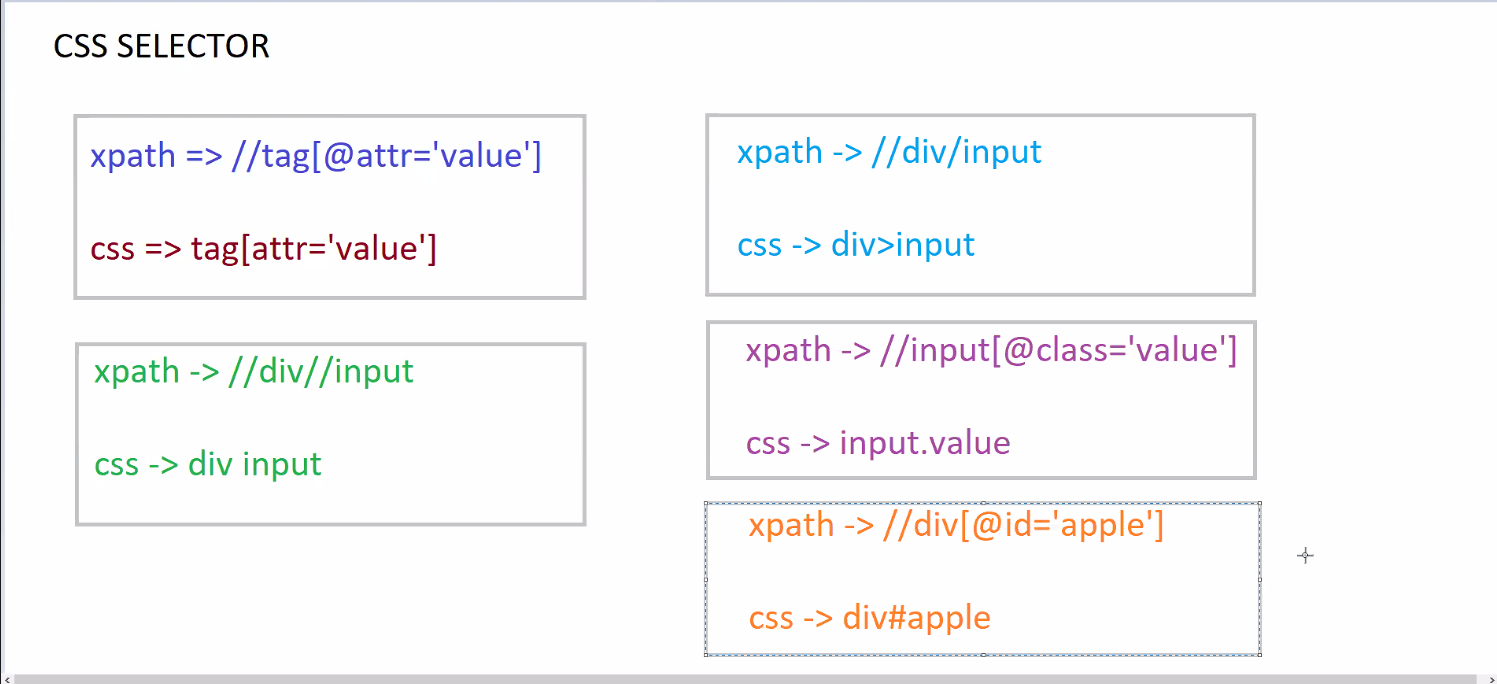 CSS SELECTOR
xpath => //tag[@attr='value']
css => tag[attr='value']
xpath -> //div//input
css -> div input
xpath -> //div/input
css -> div>input
xpath -> //input[@class='value']
css -> input.value
xpath -> //div[@id='apple']
css -> div#apple